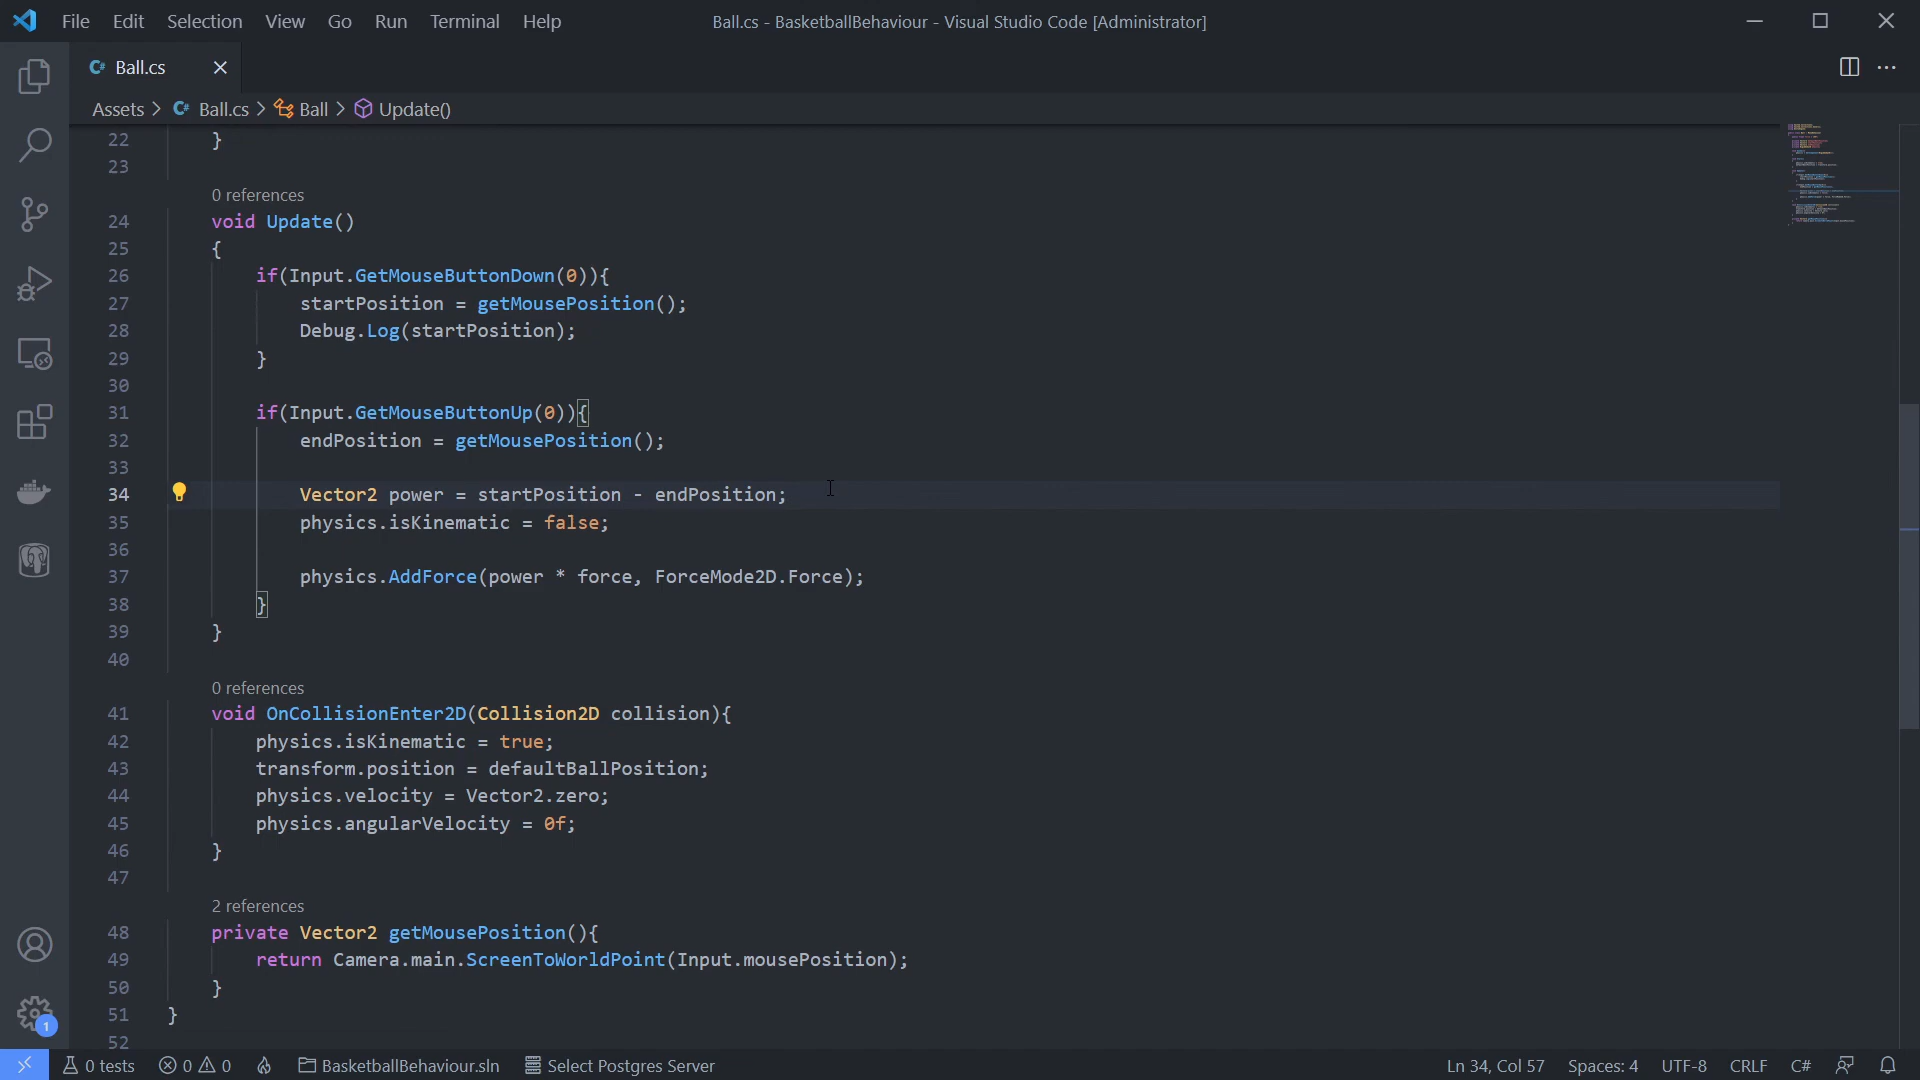 File Edit Selection View Go Run Terminal Help Ball.cs - BasketballBehaviour - Visual Studio Code [Administrator]
C# Ball.cs
Assets > C# Ball.cs > Ball > Update()
22 }
23
0 references
24 void Update()
25 {
26 if(Input.GetMouseButtonDown(0)){
27 startPosition = getMousePosition();
28 Debug.Log(startPosition);
29 }
30
31 if(Input.GetMouseButtonUp(0)){
32 endPosition = getMousePosition();
33
34 Vector2 power = startPosition - endPosition;
35 physics.isKinematic = false;
36
37 physics.AddForce(power * force, ForceMode2D.Force);
38 }
39 }
40
0 references
41 void OnCollisionEnter2D(Collision2D collision){
42 physics.isKinematic = true;
43 transform.position = defaultBallPosition;
44 physics.velocity = Vector2.zero;
45 physics.angularVelocity = 0f;
46 }
47
2 references
48 private Vector2 getMousePosition(){
49 return Camera.main.ScreenToWorldPoint(Input.mousePosition);
50 }
51 }
52
1
0 tests 0 0 BasketballBehaviour.sln Select Postgres Server Ln 34, Col 57 Spaces: 4 UTF-8 CRLF C#